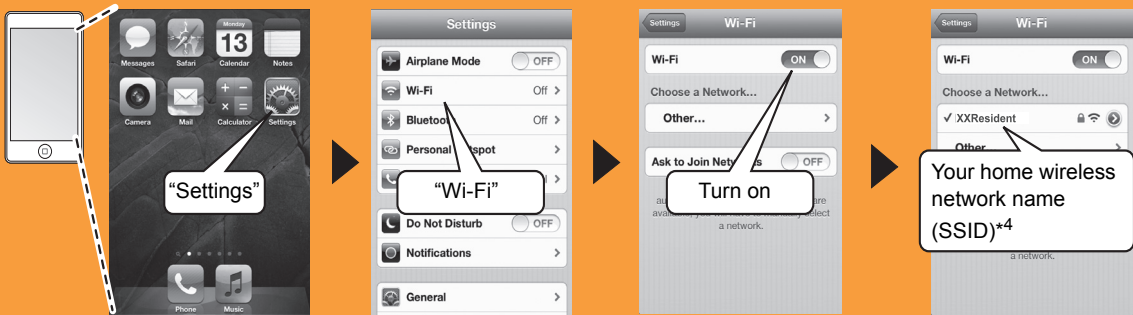 Monday
13
Messages
Safari
Calendar
Notes
Camera
Mail
Calculator
Settings
"Settings"
Phone
Music
Settings
Airplane Mode
OFF
Wi-Fi
Off
Off
Personal
"Wi-Fi"
Do Not Disturb
OFF
Notifications
General
Settings
Wi-Fi
Wi-Fi
ON
Choose a Network...
Other...
Ask to Join
OFF
Turn on
are
select
a network.
Settings
Wi-Fi
Wi-Fi
ON
Choose a Network...
✓ XXResident
Other
Your home wireless
network name
(SSID)*4
a network.